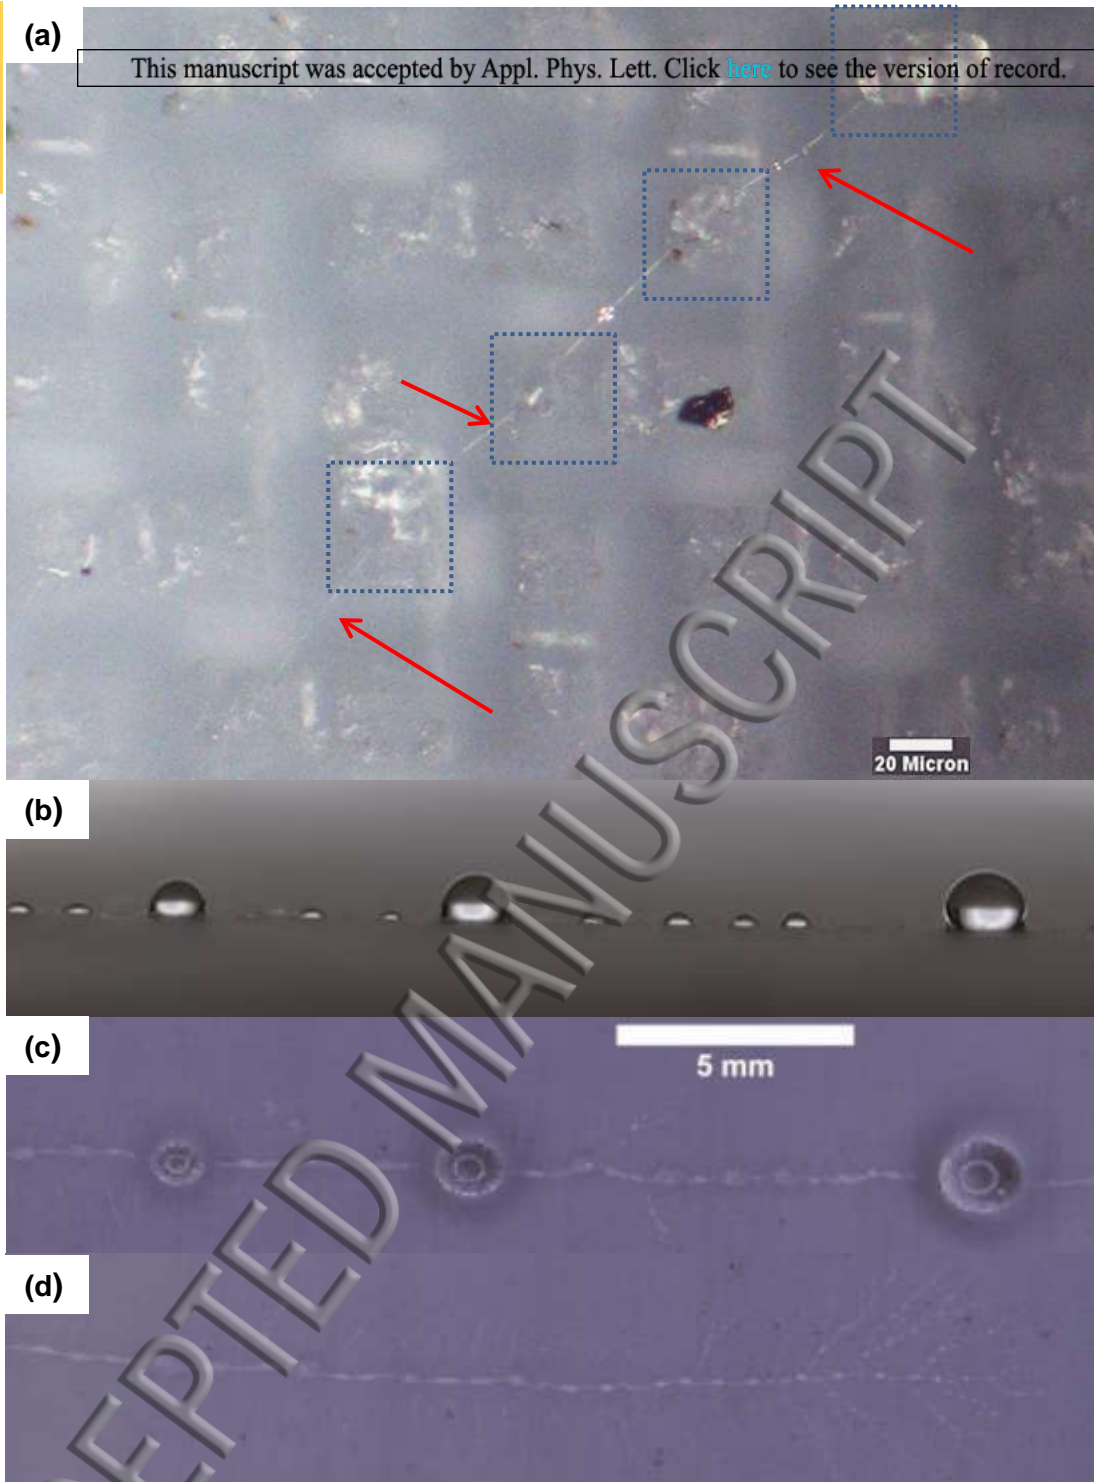 (a)
This manuscript was accepted by Appl. Phys. Lett. Click here to see the version of record.
20 Micron
(b)
(c)
5 mm
(d)
EPTED MANUSCRIPT